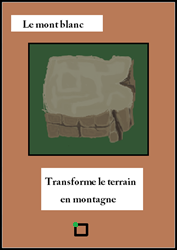 Le mont blanc
Transforme le terrain
en montagne